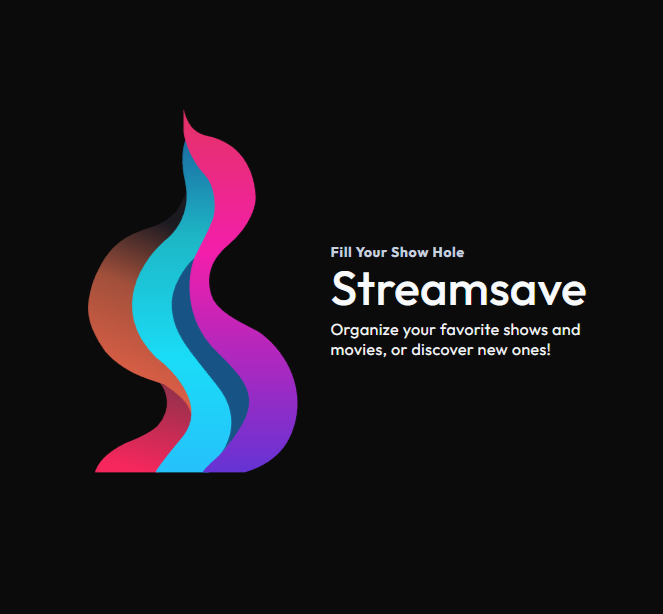 Fill Your Show Hole
Streamsave
Organize your favorite shows and
movies, or discover new ones!